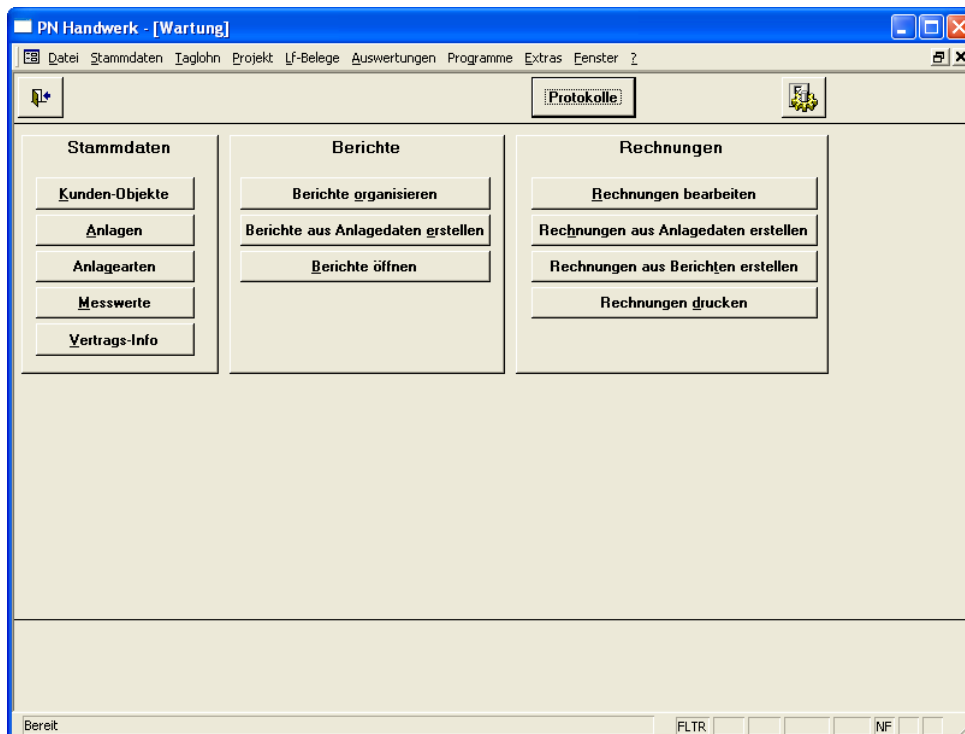 PN Handwerk - [Wartung]
Datei Stammdaten Taglohn Projekt Lf-Belege Auswertungen Programme Extras Fenster ?
Protokolle
Stammdaten
Kunden-Objekte
Anlagen
Anlagearten
Messwerte
Vertrags-Info
Berichte
Berichte organisieren
Berichte aus Anlagedaten erstellen
Berichte öffnen
Rechnungen
Rechnungen bearbeiten
Rechnungen aus Anlagedaten erstellen
Rechnungen aus Berichten erstellen
Rechnungen drucken
Bereit FLTR NF